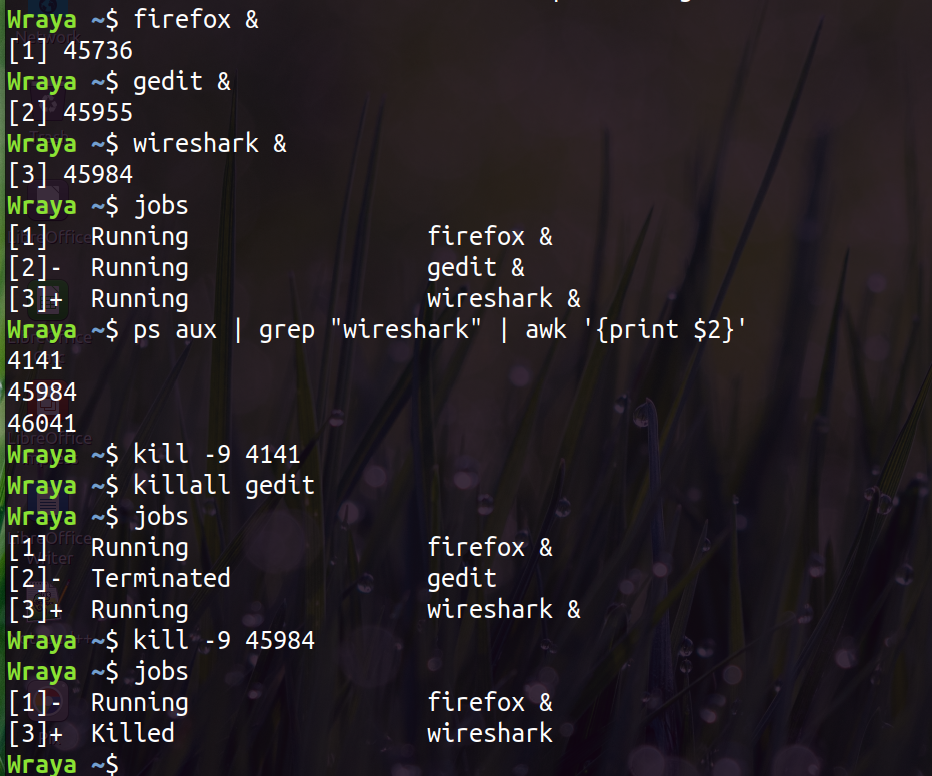 Wraya ~$ firefox &
[1] 45736
Wraya ~$ gedit &
[2] 45955
Wraya ~$ wireshark &
[3] 45984
Wraya ~$ jobs
[1]   Running                 firefox &
[2]-  Running                 gedit &
[3]+  Running                 wireshark &
Wraya ~$ ps aux | grep "wireshark" | awk '{print $2}'
4141
45984
46041
Wraya ~$ kill -9 4141
Wraya ~$ killall gedit
Wraya ~$ jobs
[1]   Running                 firefox &
[2]-  Terminated              gedit
[3]+  Running                 wireshark &
Wraya ~$ kill -9 45984
Wraya ~$ jobs
[1]-  Running                 firefox &
[3]+  Killed                  wireshark
Wraya ~$